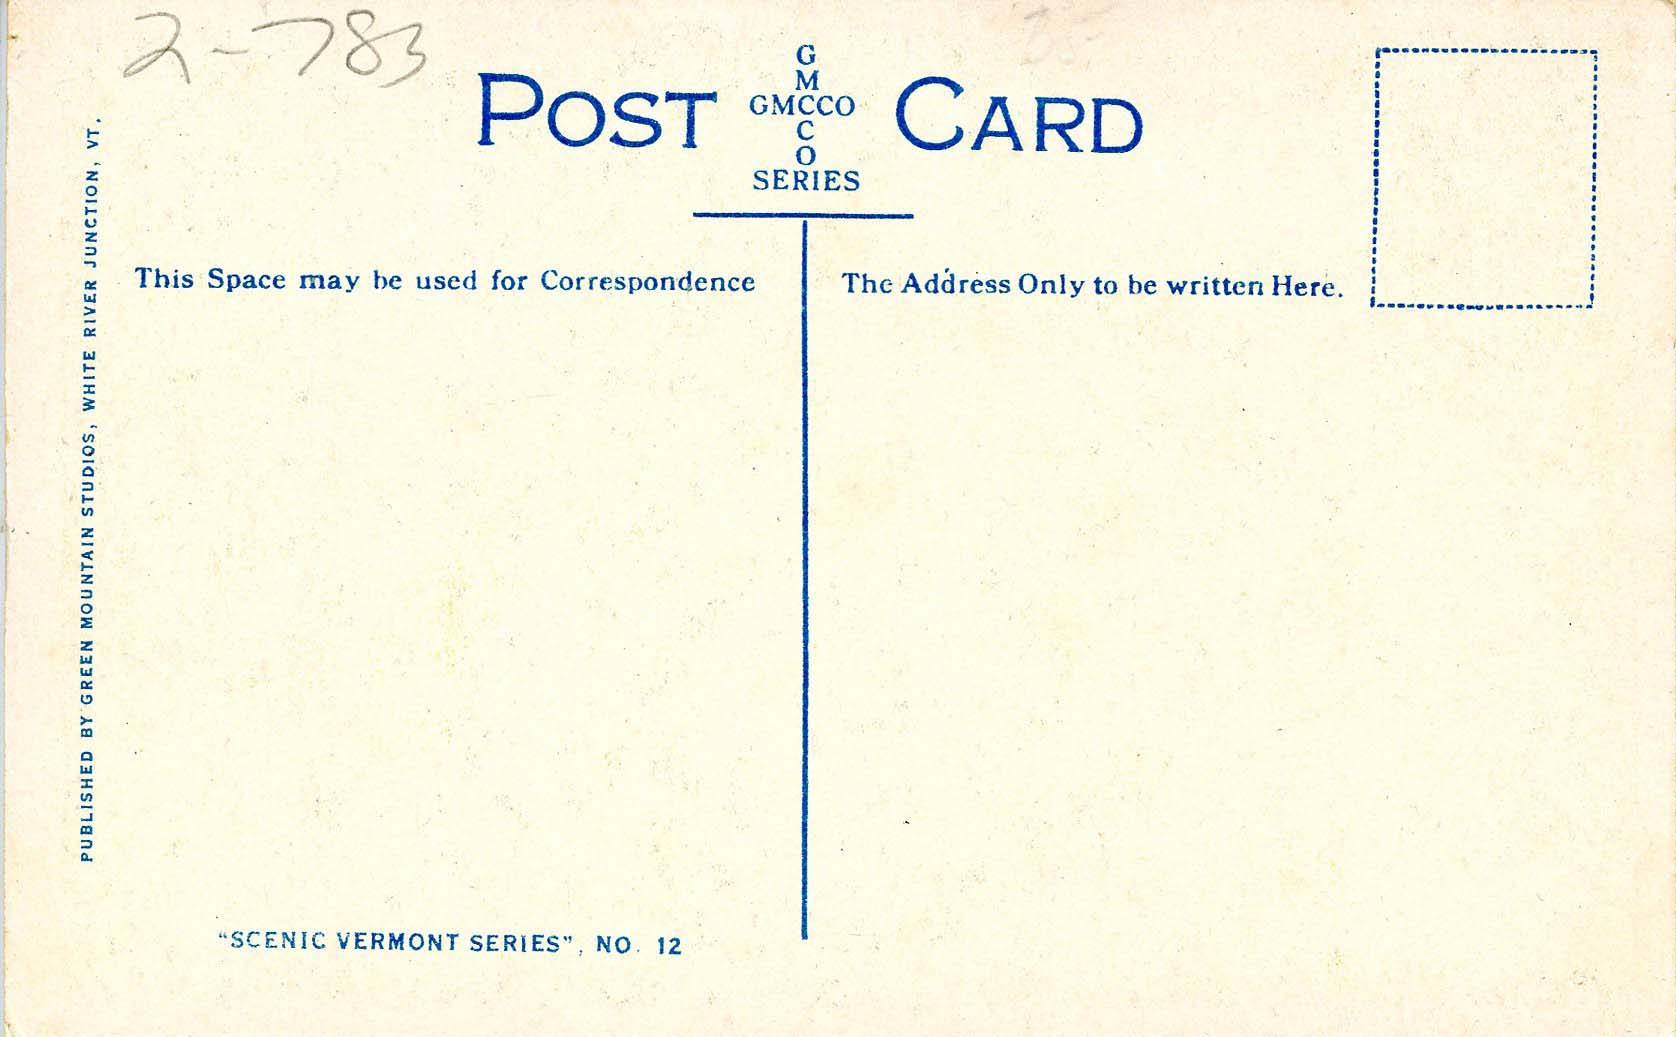 2-783
POST CARD
G
M
GMCCO
C
O
SERIES
This Space may be used for Correspondence
The Address Only to be written Here.
PUBLISHED BY GREEN MOUNTAIN STUDIOS, WHITE RIVER JUNCTION, VT.
"SCENIC VERMONT SERIES", NO. 12